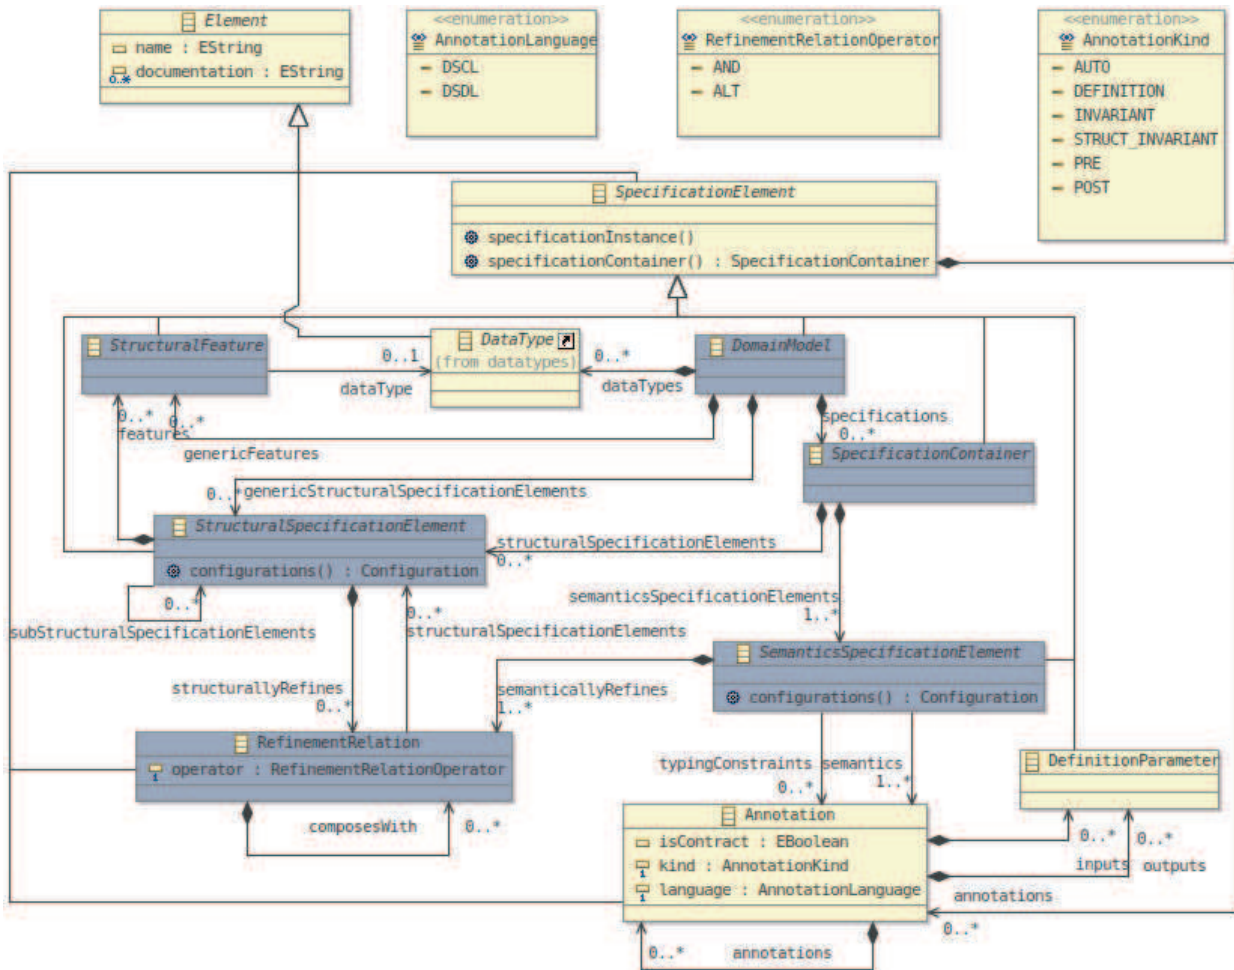 Element
name : EString
0..*
documentation : EString
<<enumeration>>
AnnotationLanguage
DSCL
DSDL
<<enumeration>>
RefinementRelationOperator
AND
ALT
<<enumeration>>
AnnotationKind
AUTO
DEFINITION
INVARIANT
STRUCT_INVARIANT
PRE
POST
SpecificationElement
specificationInstance()
specificationContainer() : SpecificationContainer
StructuralFeature
0..1
dataType
DataType
(from datatypes)
0..*
dataTypes
DomainModel
0..*
features
0..*
genericFeatures
specifications
0..*
SpecificationContainer
0..*
genericStructuralSpecificationElements
StructuralSpecificationElement
configurations() : Configuration
structuralSpecificationElements
0..*
0..*
subStructuralSpecificationElements
0..*
structuralSpecificationElements
semanticsSpecificationElements
1..*
SemanticsSpecificationElement
configurations() : Configuration
structurallyRefines
0..*
semanticallyRefines
1..*
RefinementRelation
1
operator : RefinementRelationOperator
composesWith
0..*
typingConstraints
0..*
semantics
1..*
DefinitionParameter
Annotation
isContract : EBoolean
1
kind : AnnotationKind
1
language : AnnotationLanguage
0..*
inputs
0..*
outputs
annotations
0..*
0..*
annotations